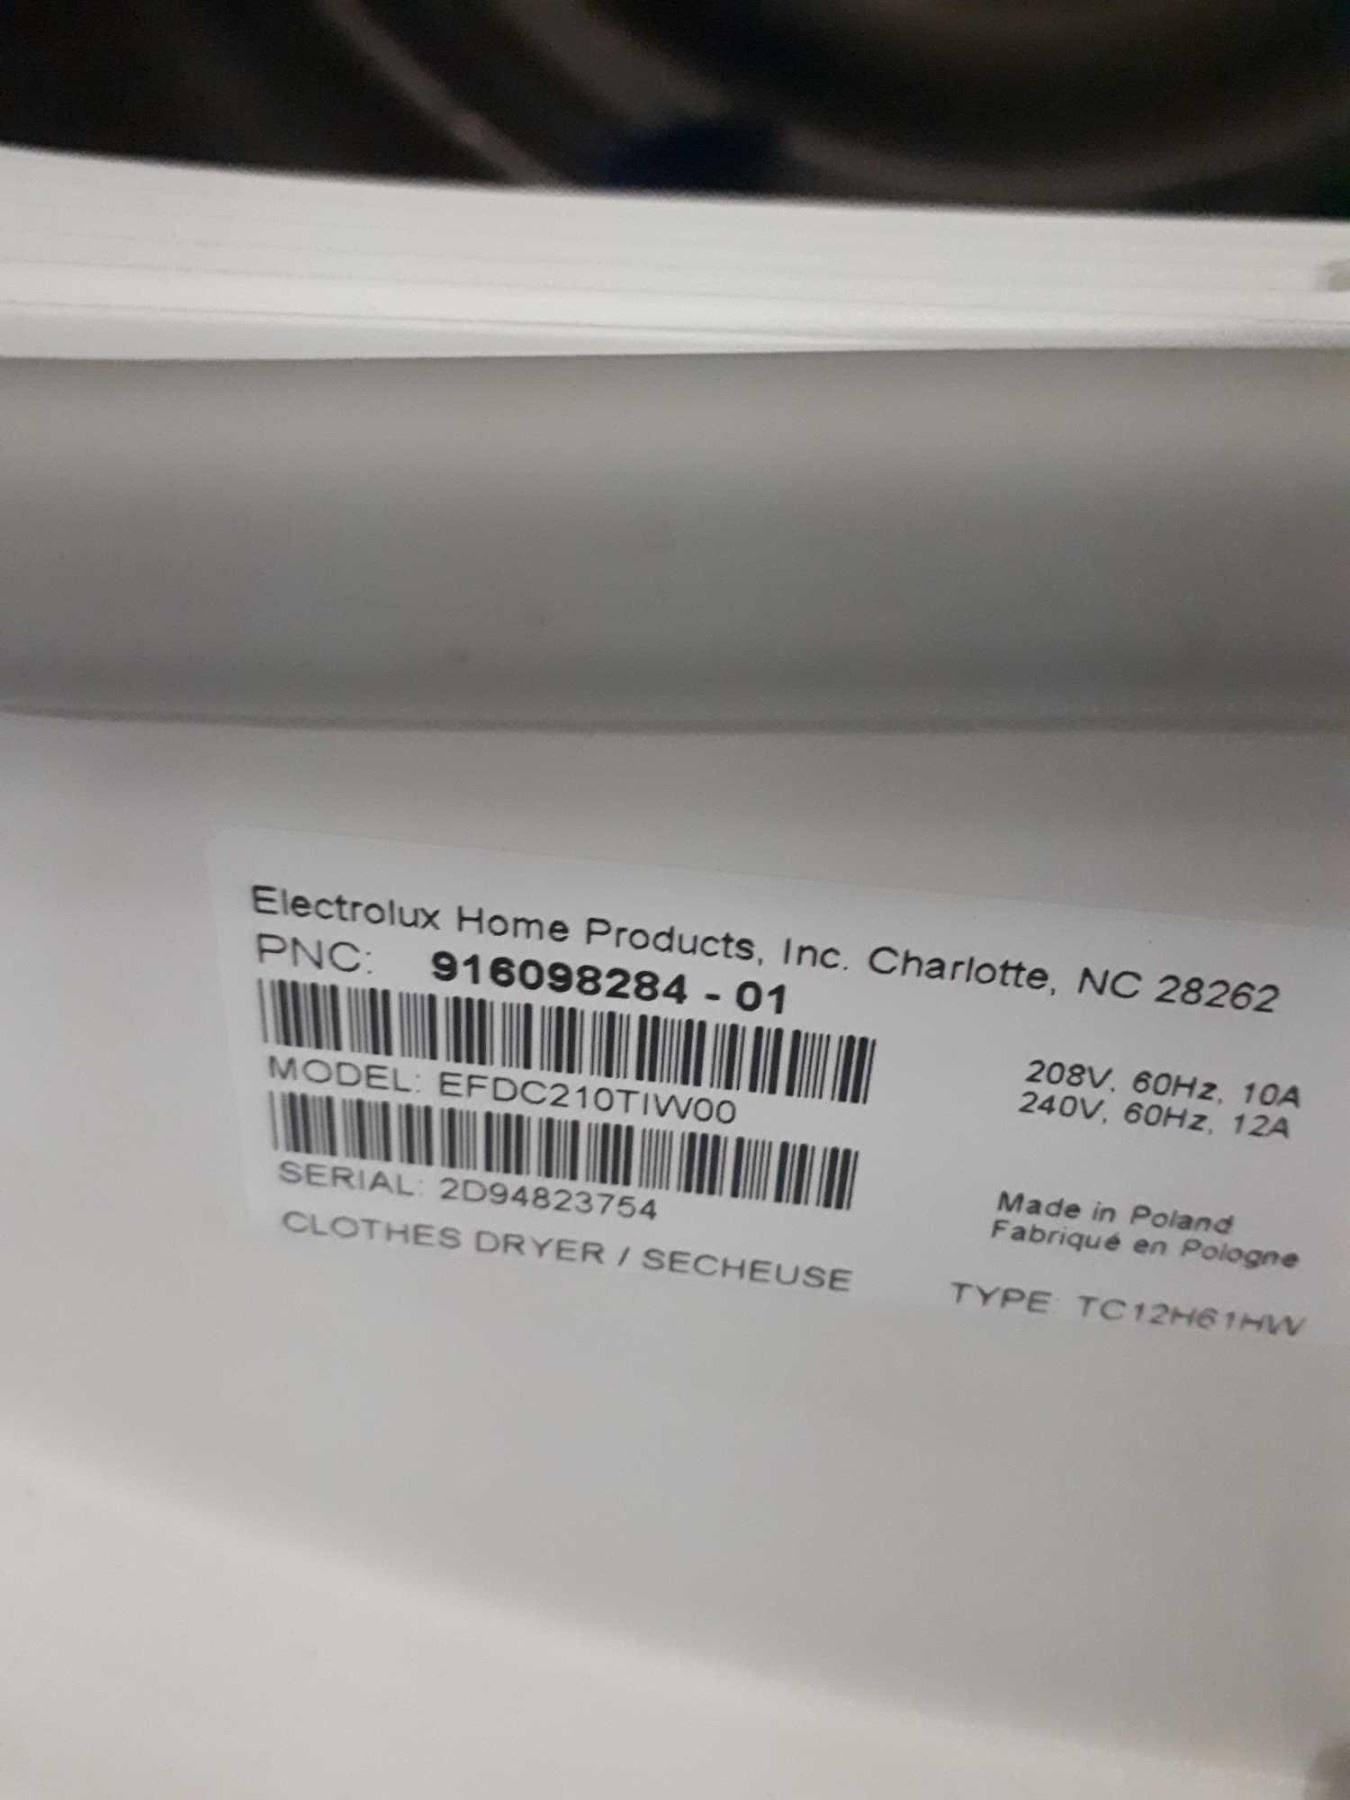 Electrolux Home Products, Inc. Charlotte, NC 28262
PNC: 916098284 - 01
MODEL: EFDC210TIW00
SERIAL: 2D94823754
CLOTHES DRYER / SECHEUSE
208V, 60Hz, 10A
240V, 60Hz, 12A
Made in Poland
Fabriqué en Pologne
TYPE: TC12H61HW